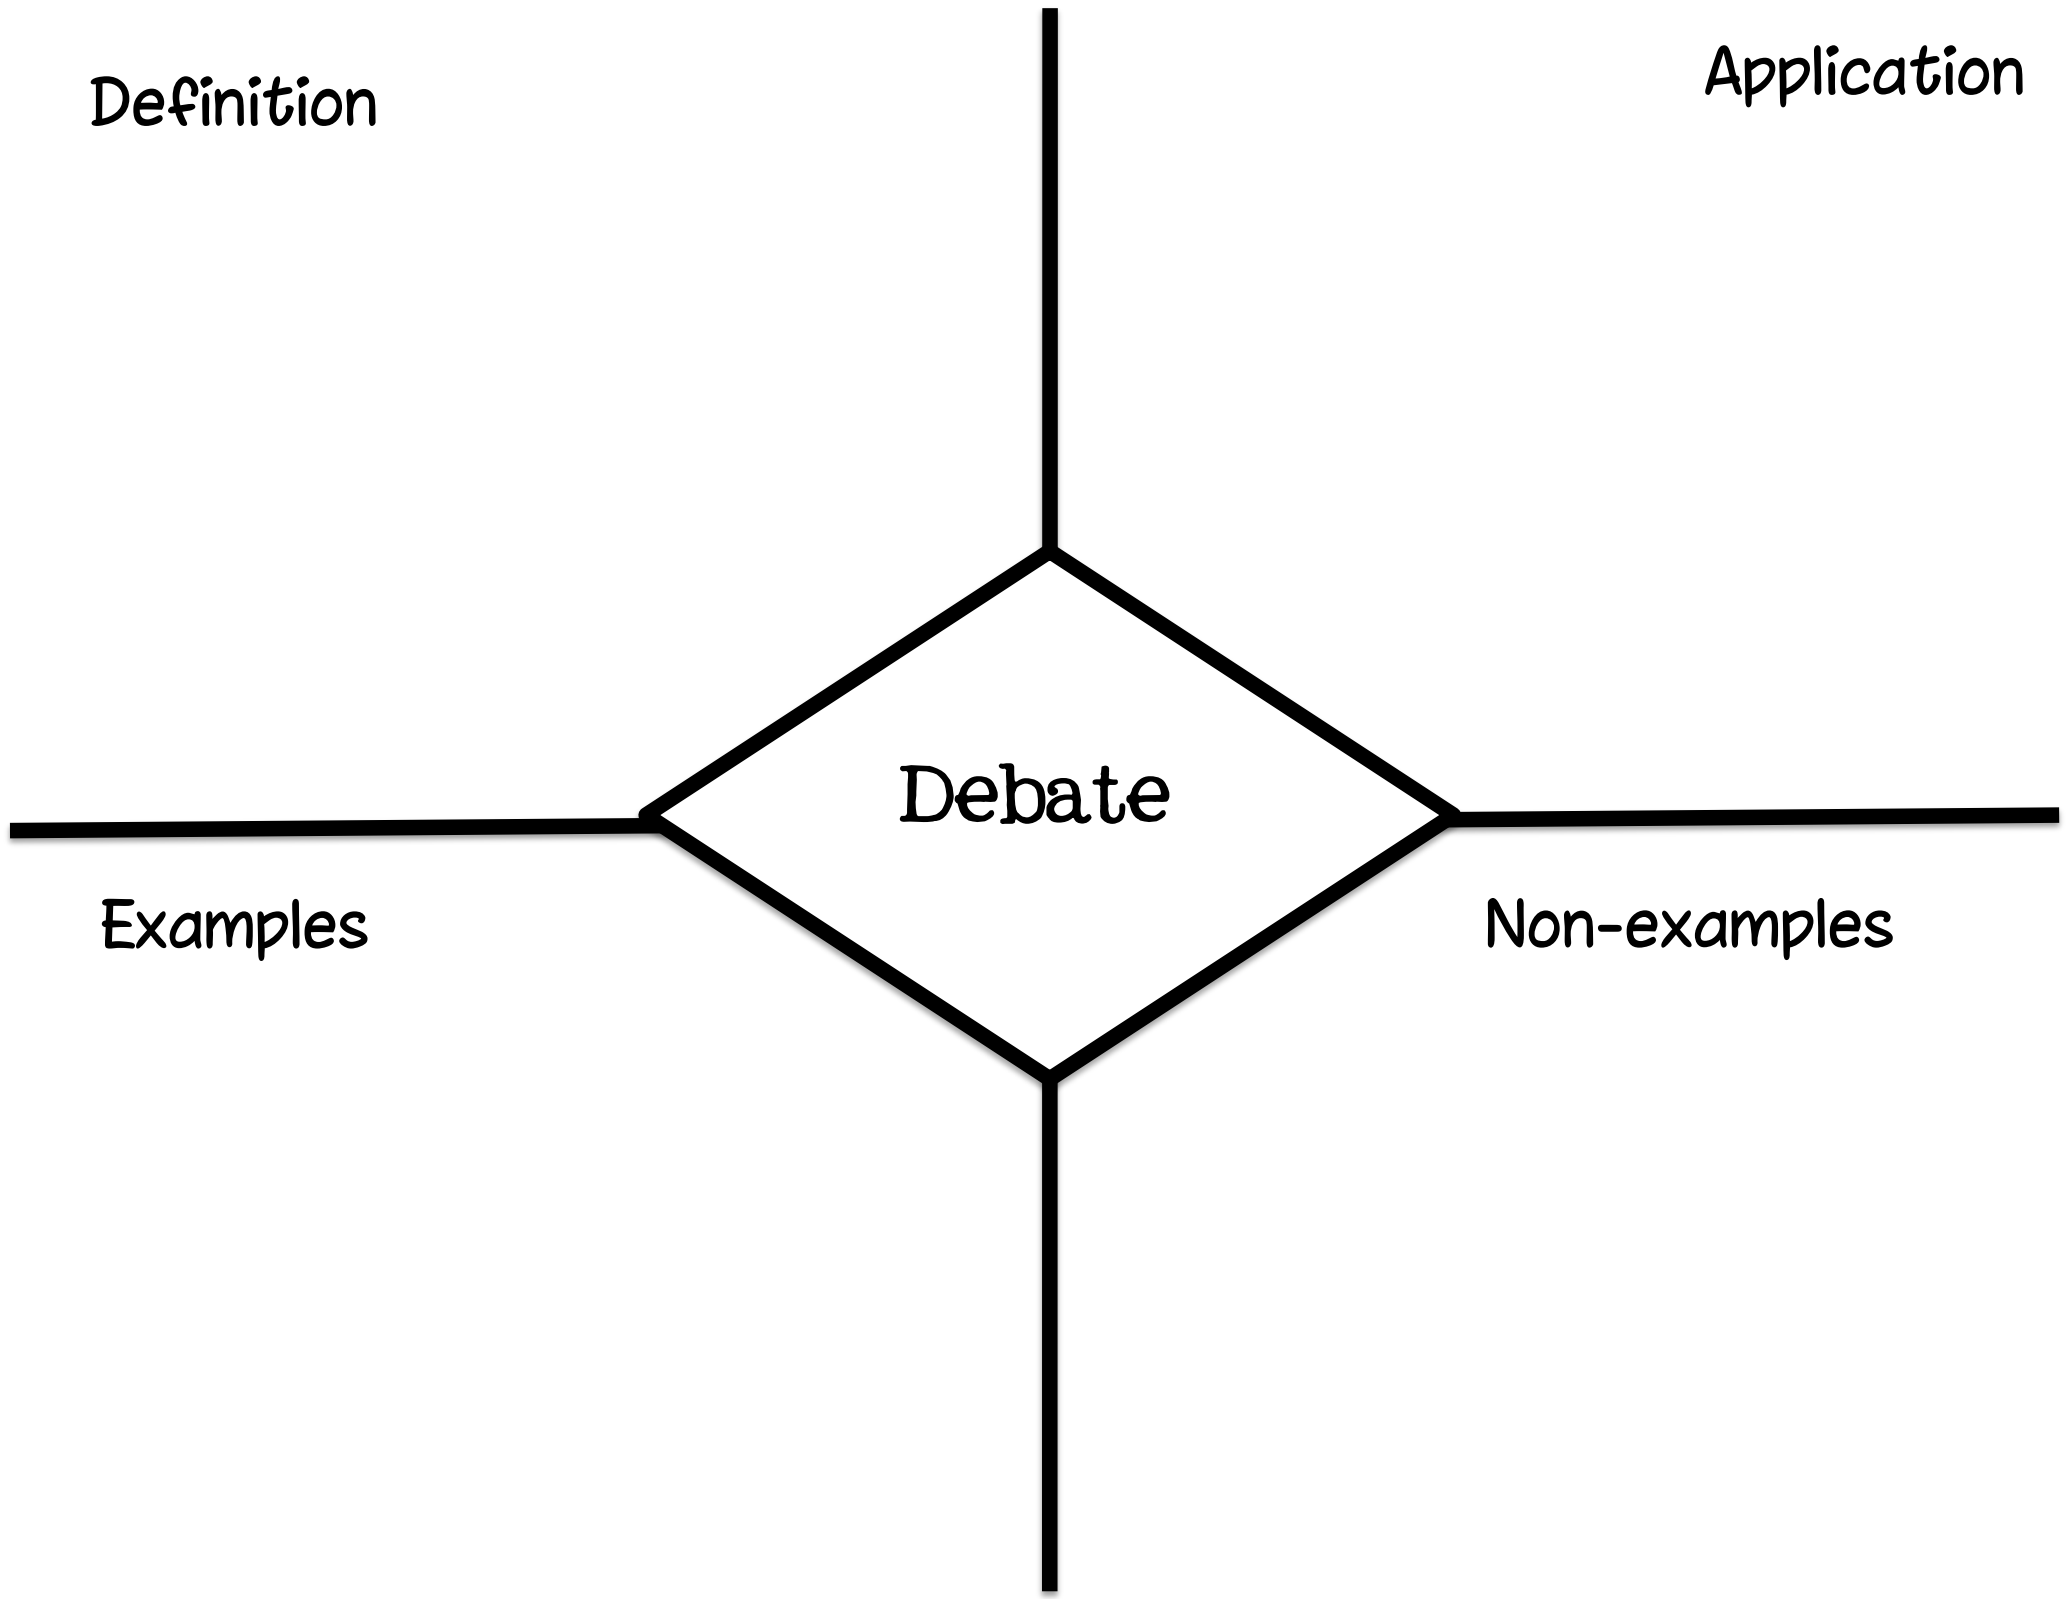 Definition
Application
Debate
Examples
Non-examples